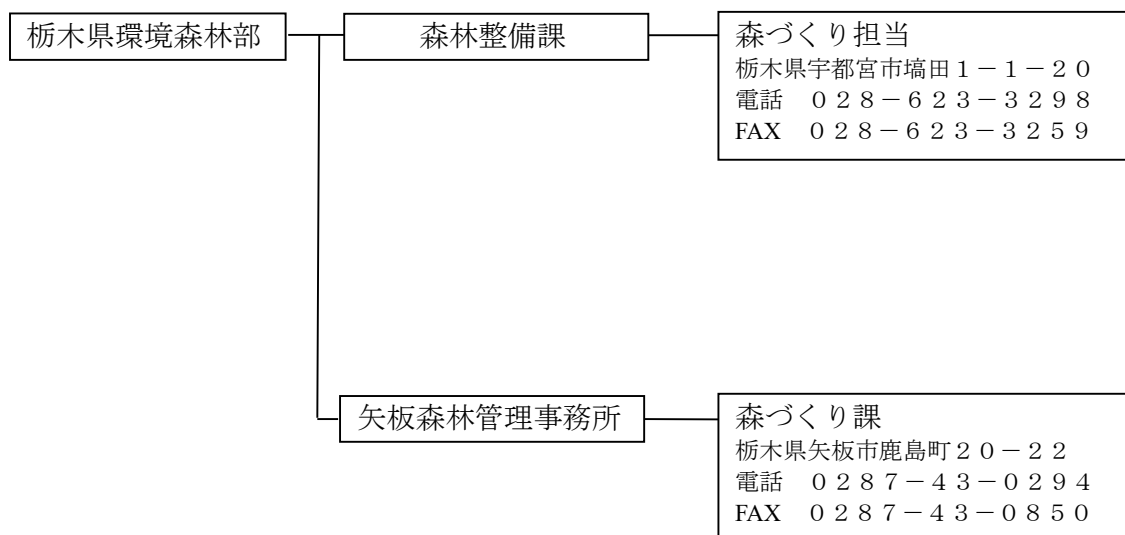 栃木県環境森林部
森林整備課
森づくり担当
栃木県宇都宮市塙田１－１－20
電話　０２８－６２３－３２９８
FAX　０２８－６２３－３２５９
矢板森林管理事務所
森づくり課
栃木県矢板市鹿島町２０－２２
電話　０２８７－４３－０２９４
FAX　０２８７－４３－０８５０